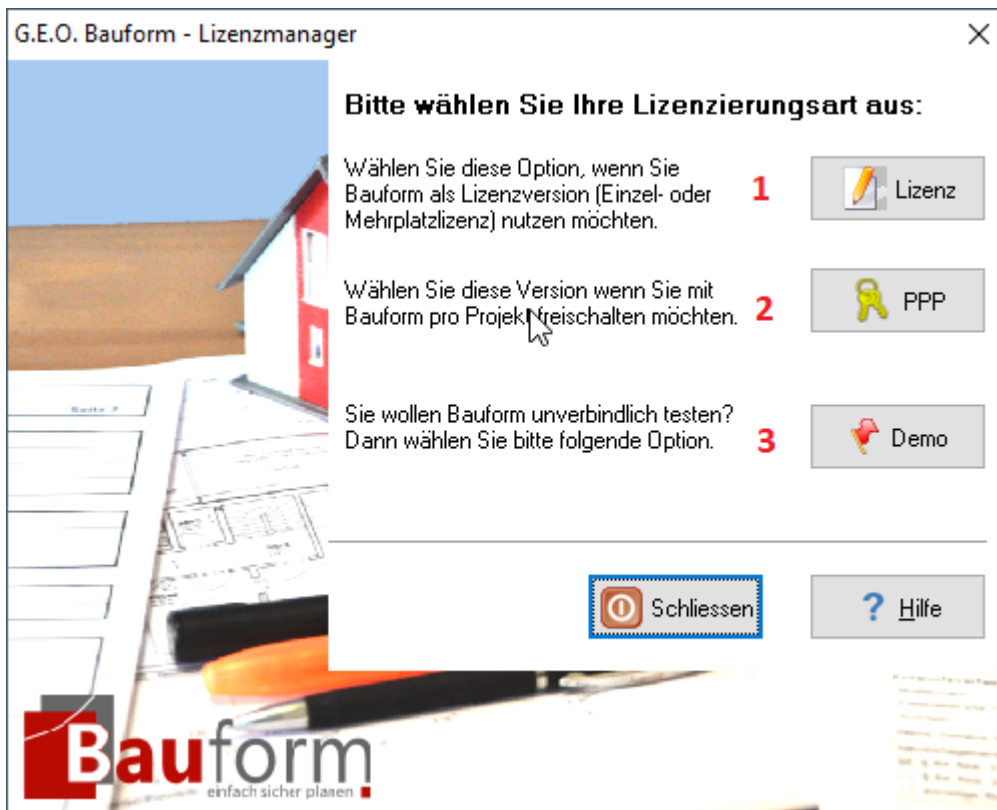 G.E.O. Bauform - Lizenzmanager
Bitte wählen Sie Ihre Lizenzierungsart aus:
Wählen Sie diese Option, wenn Sie
Bauform als Lizenzversion (Einzel- oder
Mehrplatzlizenz) nutzen möchten.
1
Lizenz
Wählen Sie diese Version wenn Sie mit
Bauform pro Projekt freischalten möchten.
2
PPP
Sie wollen Bauform unverbindlich testen?
Dann wählen Sie bitte folgende Option.
3
Demo
Schliessen
? Hilfe
Bauform
einfach sicher planen